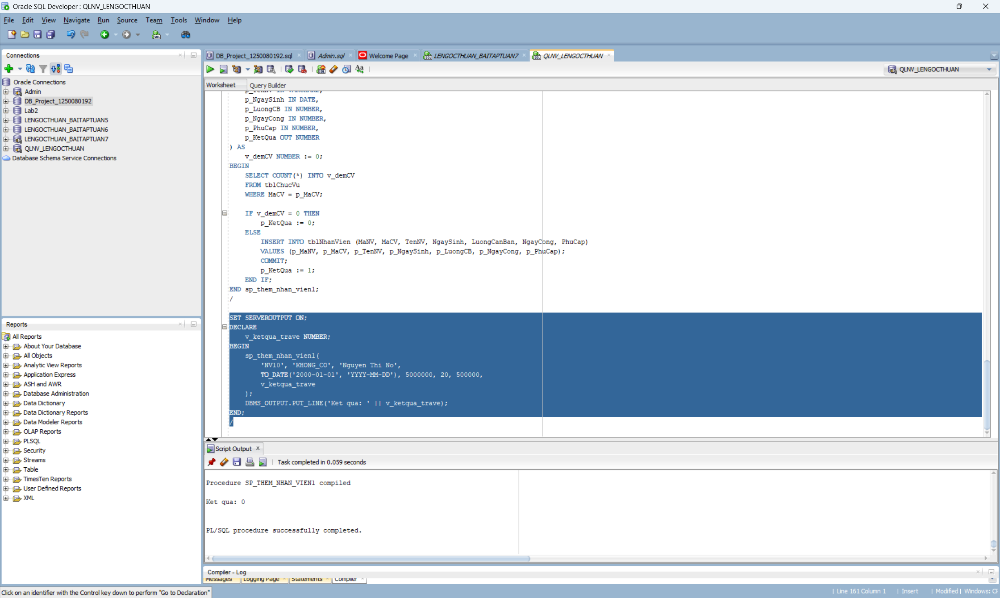 Oracle SQL Developer : QLNV_LENGOCTHUAN
File Edit View Navigate Run Source Team Tools Window Help
Connections
Oracle Connections
Admin
DB_Project_1250080192
Lab2
LENGOCTHUAN_BAITAPTUAN5
LENGOCTHUAN_BAITAPTUAN6
LENGOCTHUAN_BAITAPTUAN7
QLNV_LENGOCTHUAN
Database Schema Service Connections
Reports
All Reports
About Your Database
All Objects
Analytic View Reports
Application Express
ASH and AWR
Database Administration
Data Dictionary
Data Dictionary Reports
Data Modeler Reports
OLAP Reports
PLSQL
Security
Streams
Table
TimesTen Reports
User Defined Reports
XML
DB_Project_1250080192.sql Admin.sql Welcome Page LENGOCTHUAN_BAITAPTUAN7 QLNV_LENGOCTHUAN
QLNV_LENGOCTHUAN
Worksheet Query Builder
p_NgaySinh IN DATE,
p_LuongCB IN NUMBER,
p_NgayCong IN NUMBER,
p_PhuCap IN NUMBER,
p_KetQua OUT NUMBER
) AS
v_demCV NUMBER := 0;
BEGIN
SELECT COUNT(*) INTO v_demCV
FROM tblChucVu
WHERE MaCV = p_MaCV;
IF v_demCV = 0 THEN
p_KetQua := 0;
ELSE
INSERT INTO tblNhanVien (MaNV, MaCV, TenNV, NgaySinh, LuongCanBan, NgayCong, PhuCap)
VALUES (p_MaNV, p_MaCV, p_TenNV, p_NgaySinh, p_LuongCB, p_NgayCong, p_PhuCap);
COMMIT;
p_KetQua := 1;
END IF;
END sp_them_nhan_vien1;
/
SET SERVEROUTPUT ON;
DECLARE
v_ketqua_trave NUMBER;
BEGIN
sp_them_nhan_vien1(
'NV10', 'KHONG_CO', 'Nguyen Thi No',
TO_DATE('2000-01-01', 'YYYY-MM-DD'), 5000000, 20, 500000,
v_ketqua_trave
);
DBMS_OUTPUT.PUT_LINE('Ket qua: ' || v_ketqua_trave);
END;
/
Script Output
Task completed in 0.059 seconds
Procedure SP_THEM_NHAN_VIEN1 compiled
Ket qua: 0
PL/SQL procedure successfully completed.
Compiler - Log
Messages Logging Page Statements Compiler
Click on an identifier with the Control key down to perform "Go to Declaration"
Line 161 Column 1 Insert Modified Windows: